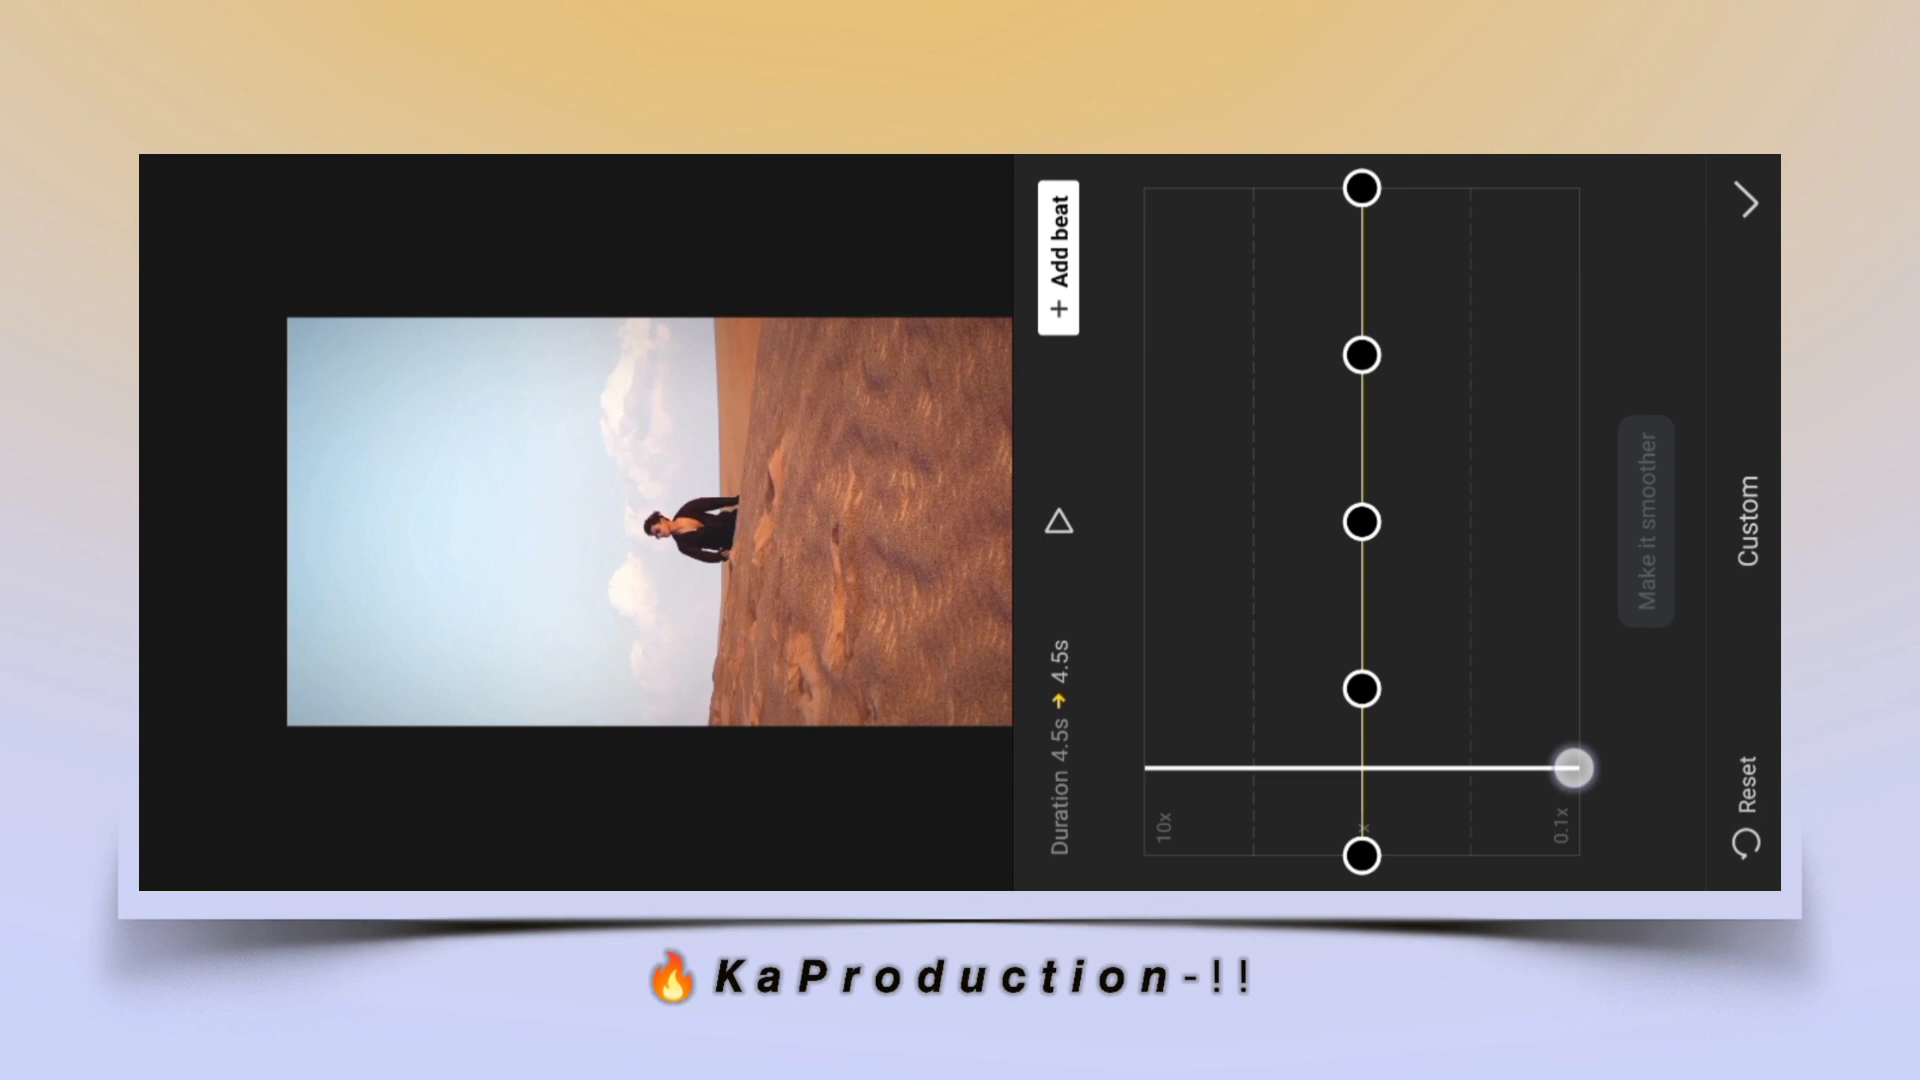 + Add beat
Duration 4.5s → 4.5s
10x
x
0.1x
Make it smoother
Custom
Reset
🔥 KaProduction-!!